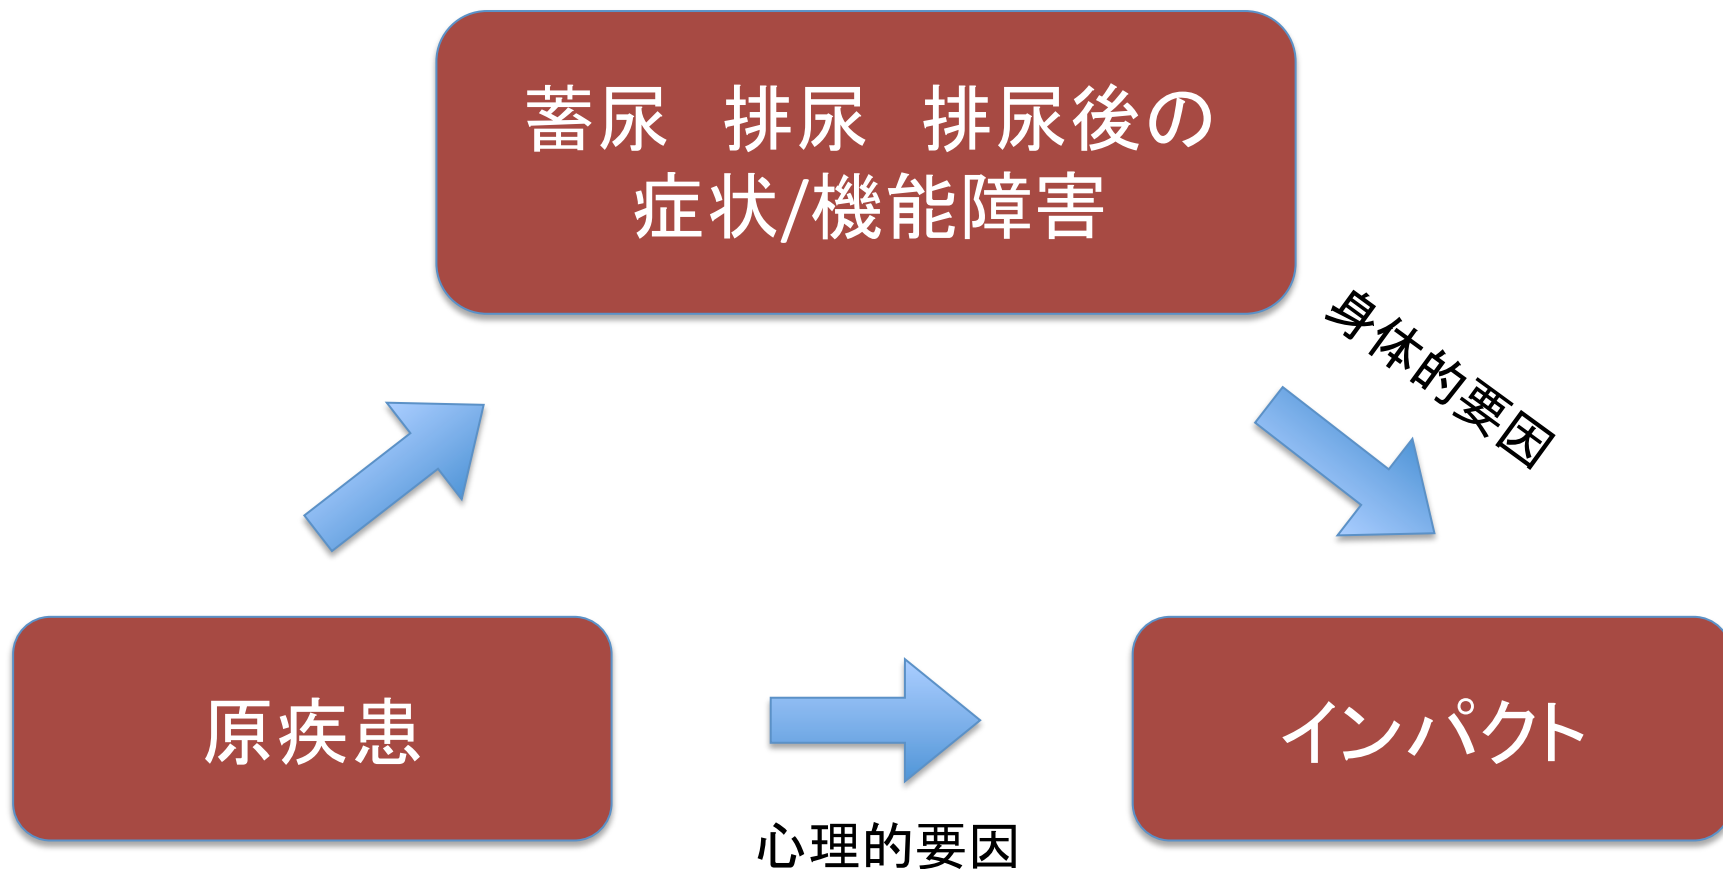 蓄尿　排尿　排尿後の
症状/機能障害
身体的要因
原疾患
インパクト
心理的要因